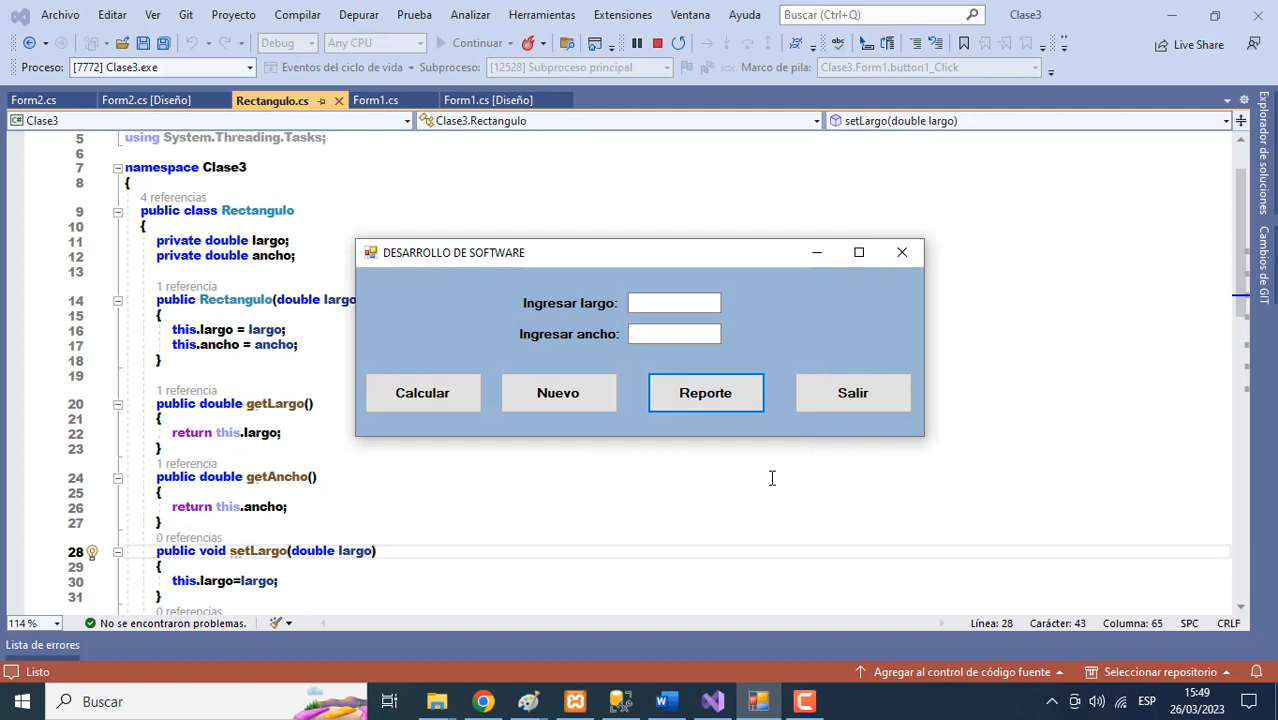 Archivo Editar Ver Git Proyecto Compilar Depurar Prueba Analizar Herramientas Extensiones Ventana Ayuda Buscar (Ctrl+Q) Clase3
Debug Any CPU Continuar Live Share
Proceso: [7772] Clase3.exe Eventos del ciclo de vida Subproceso: [12528] Subproceso principal Marco de pila: Clase3.Form1.button1_Click
Form2.cs Form2.cs [Diseño] Rectangulo.cs Form1.cs Form1.cs [Diseño]
Clase3 Clase3.Rectangulo setLargo(double largo)
5 using System.Threading.Tasks;
6
7 namespace Clase3
8 {
4 referencias
9 public class Rectangulo
10 {
11 private double largo;
12 private double ancho;
13
1 referencia
14 public Rectangulo(double largo
15 {
16 this.largo = largo;
17 this.ancho = ancho;
18 }
19
1 referencia
20 public double getLargo()
21 {
22 return this.largo;
23 }
1 referencia
24 public double getAncho()
25 {
26 return this.ancho;
27 }
0 referencias
28 public void setLargo(double largo)
29 {
30 this.largo=largo;
31 }
0 referencias
DESARROLLO DE SOFTWARE
Ingresar largo:
Ingresar ancho:
Calcular Nuevo Reporte Salir
Explorador de soluciones
Cambios de GIT
114 % No se encontraron problemas. Línea: 28 Carácter: 43 Columna: 65 SPC CRLF
Lista de errores
Listo Agregar al control de código fuente Seleccionar repositorio
Buscar ESP 15:49
26/03/2023